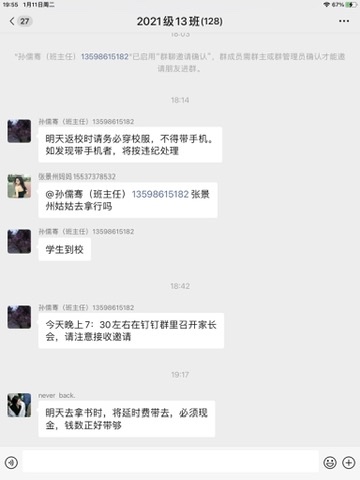 19:55 1月11日周二
67%
27
2021级13班(128)
18:03
"孙儒骞（班主任）13598615182"已启用"群聊邀请确认"，群成员需群主或群管理员确认才能邀
请朋友进群。
18:14
孙儒骞（班主任）13598615182
明天返校时请务必穿校服，不得带手机。
如发现带手机者，将按违纪处理
张景州妈妈15537378532
@孙儒骞（班主任）13598615182 张景
州姑姑去拿行吗
孙儒骞（班主任）13598615182
学生到校
18:42
孙儒骞（班主任）13598615182
今天晚上7：30左右在钉钉群里召开家长
会，请注意接收邀请
19:17
never back.
明天去拿书时，将延时费带去，必须现
金，钱数正好带够